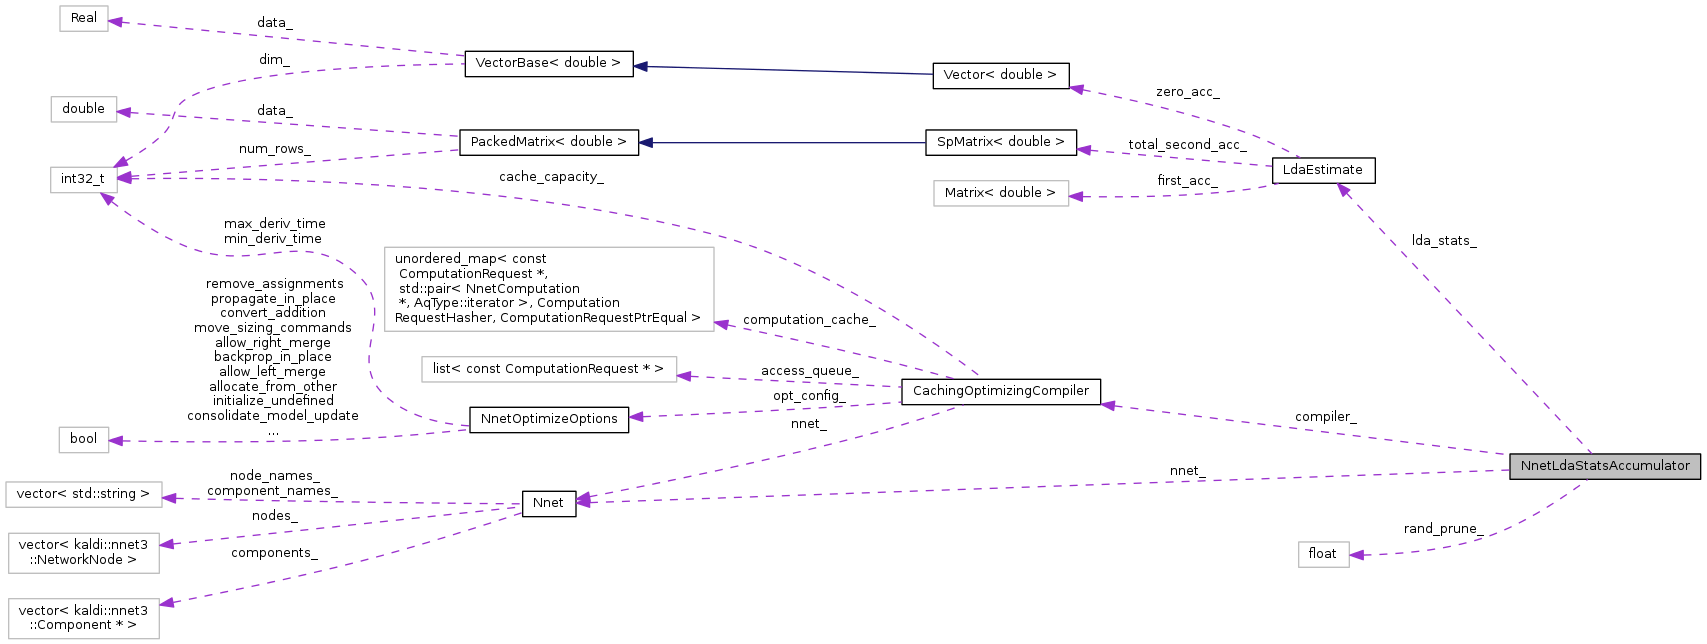 Real
data_
VectorBase< double >
dim_
Vector< double >
zero_acc_
double
data_
PackedMatrix< double >
SpMatrix< double >
total_second_acc_
num_rows_
int32_t
cache_capacity_
LdaEstimate
first_acc_
Matrix< double >
max_deriv_time
min_deriv_time
lda_stats_
unordered_map< const
ComputationRequest *,
std::pair< NnetComputation
*, AqType::iterator >, Computation
RequestHasher, ComputationRequestPtrEqual >
remove_assignments
propagate_in_place
convert_addition
move_sizing_commands
allow_right_merge
backprop_in_place
allow_left_merge
allocate_from_other
initialize_undefined
consolidate_model_update
...
computation_cache_
list< const ComputationRequest * >
access_queue_
CachingOptimizingCompiler
opt_config_
NnetOptimizeOptions
compiler_
nnet_
bool
NnetLdaStatsAccumulator
nnet_
node_names_
component_names_
vector< std::string >
Nnet
nodes_
vector< kaldi::nnet3
::NetworkNode >
components_
rand_prune_
float
vector< kaldi::nnet3
::Component * >